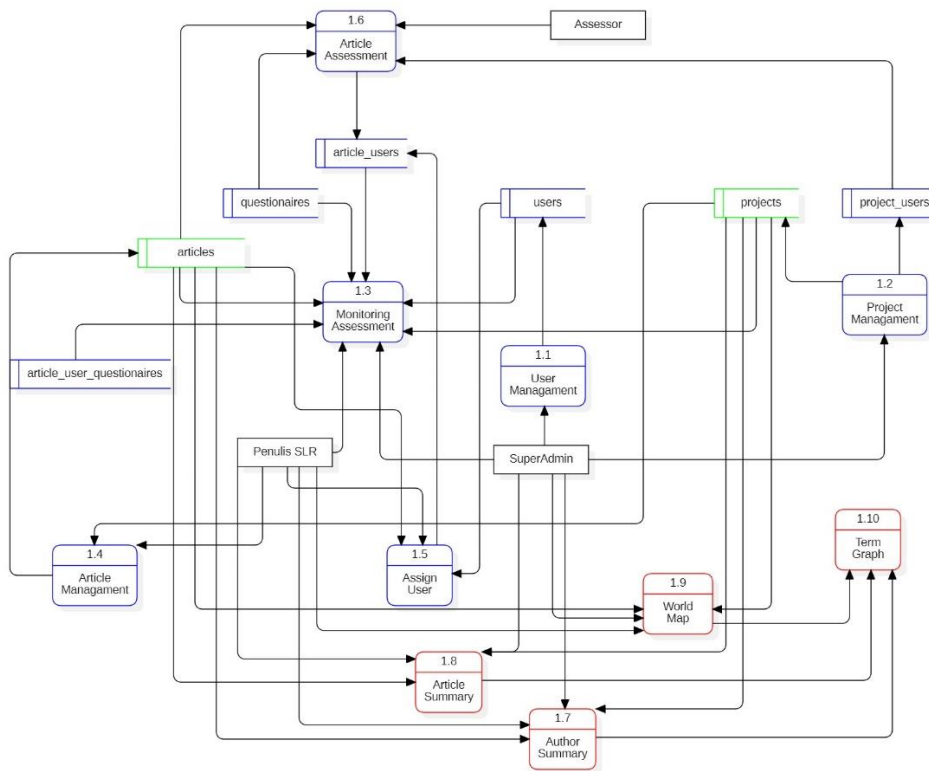 1.6
Article
Assessment
Assessor
article_users
questionaires
users
projects
project_users
articles
1.3
Monitoring
Assessment
1.2
Project
Managament
article_user_questionaires
1.1
User
Managament
Penulis SLR
SuperAdmin
1.4
Article
Managament
1.5
Assign
User
1.10
Term
Graph
1.9
World
Map
1.8
Article
Summary
1.7
Author
Summary